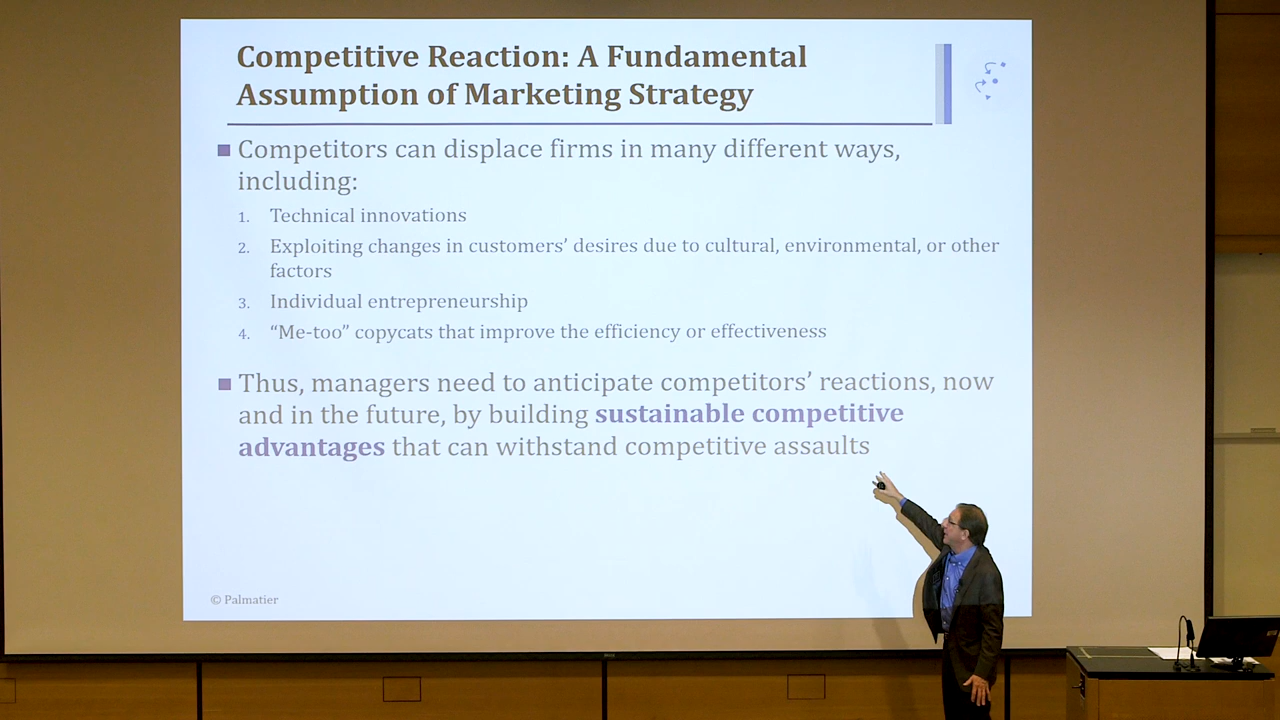 Competitive Reaction: A Fundamental
Assumption of Marketing Strategy
Competitors can displace firms in many different ways,
including:
1. Technical innovations
2. Exploiting changes in customers’ desires due to cultural, environmental, or other
factors
3. Individual entrepreneurship
4. “Me-too” copycats that improve the efficiency or effectiveness
Thus, managers need to anticipate competitors’ reactions, now
and in the future, by building sustainable competitive
advantages that can withstand competitive assaults
© Palmatier